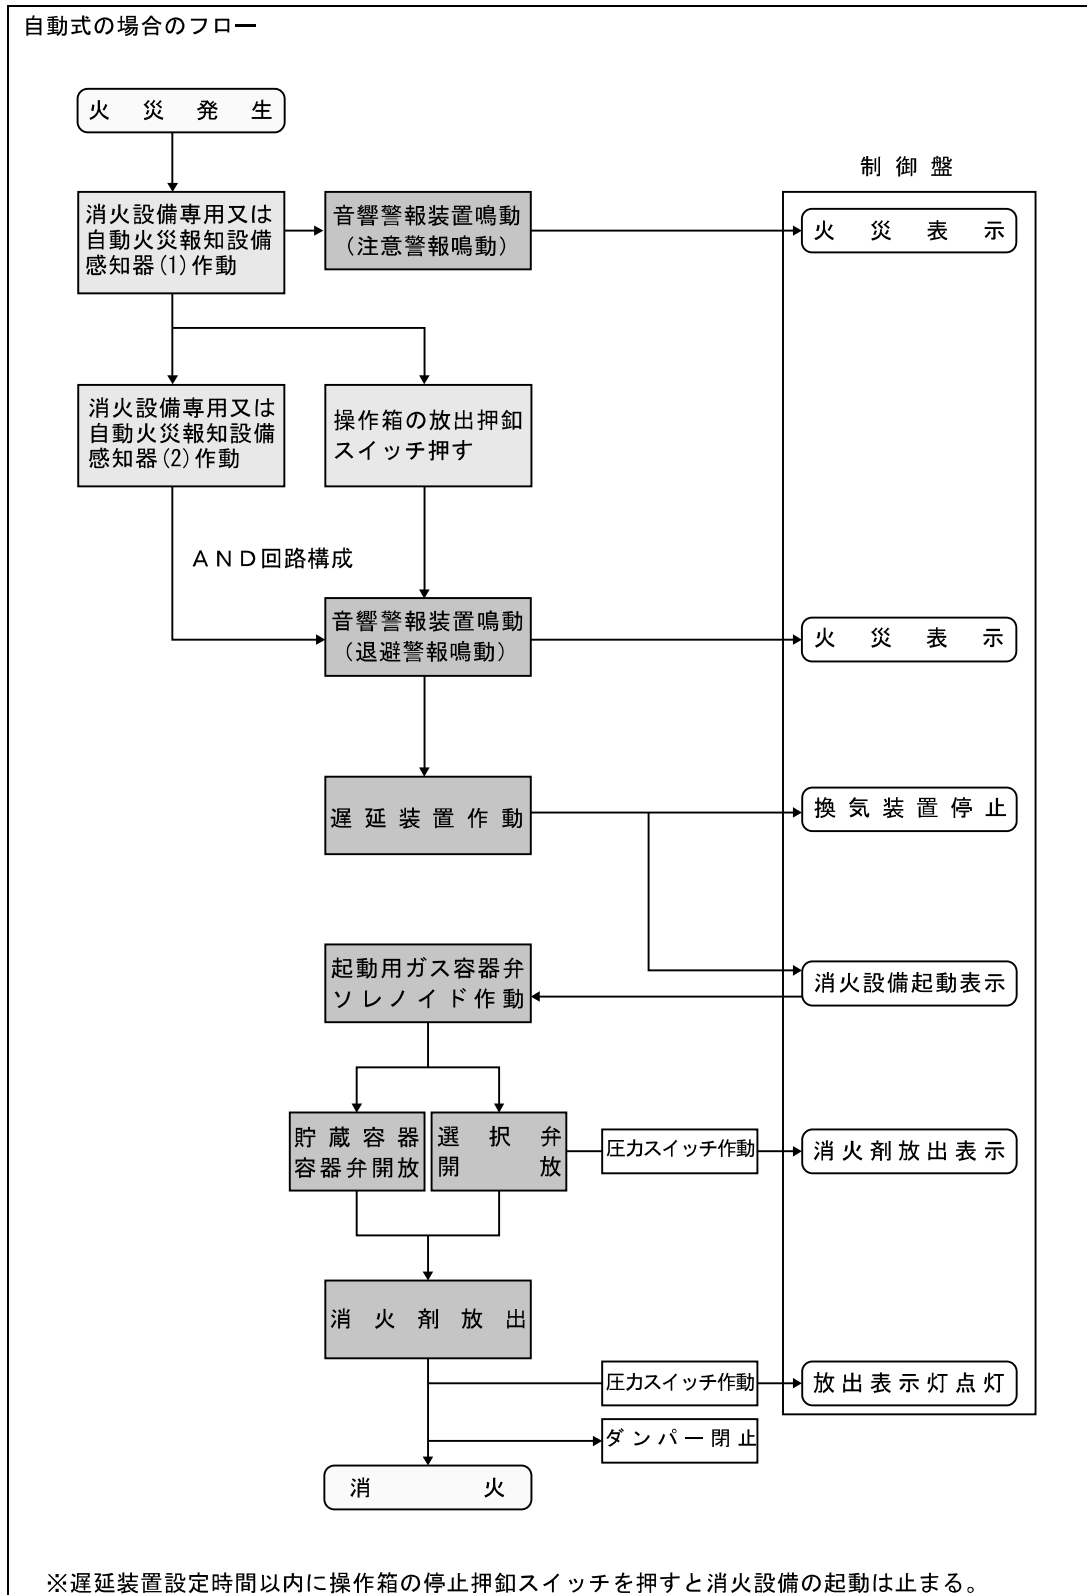 自動式の場合のフロー
火災発生
制御盤
消火設備専用又は
自動火災報知設備
感知器(1)作動
音響警報装置鳴動
(注意警報鳴動)
火災表示
消火設備専用又は
自動火災報知設備
感知器(2)作動
操作箱の放出押釦
スイッチ押す
AND回路構成
音響警報装置鳴動
(退避警報鳴動)
火災表示
遅延装置作動
換気装置停止
起動用ガス容器弁
ソレノイド作動
消火設備起動表示
貯蔵容器
容器弁開放
選択弁
開放
圧力スイッチ作動
消火剤放出表示
消火剤放出
圧力スイッチ作動
放出表示灯点灯
ダンパー閉止
消火
※遅延装置設定時間以内に操作箱の停止押釦スイッチを押すと消火設備の起動は止まる。